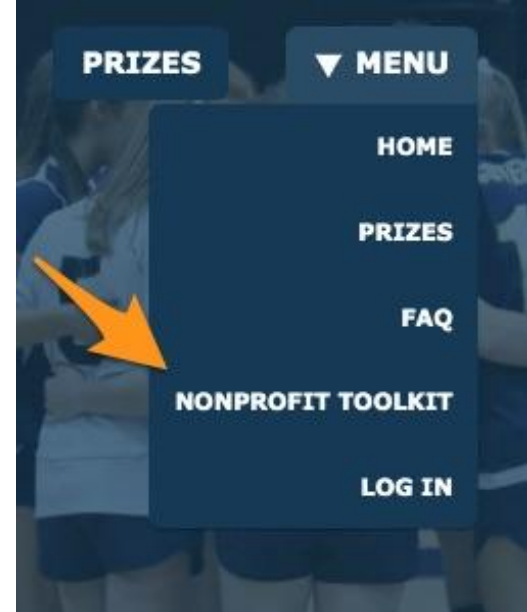 PRIZES ▼ MENU
HOME
PRIZES
FAQ
NONPROFIT TOOLKIT
LOG IN